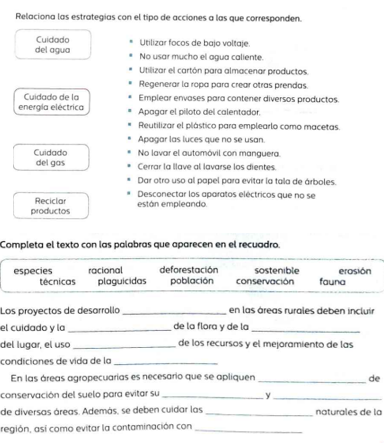 Relaciona las estrategias con el tipo de acciones a las que corresponden.
Cuidado
del agua
Cuidado de la
energía eléctrica
Cuidado
del gas
Reciclar
productos
• Utilizar focos de bajo voltaje.
• No usar mucho el agua caliente.
• Utilizar el cartón para almacenar productos.
• Regenerar la ropa para crear otras prendas.
• Emplear envases para contener diversos productos.
• Apagar el piloto del calentador.
• Reutilizar el plástico para emplearlo como macetas.
• Apagar las luces que no se usan.
• No lavar el automóvil con manguera.
• Cerrar la llave al lavarse los dientes.
• Dar otro uso al papel para evitar la tala de árboles.
• Desconectar los aparatos eléctricos que no se
están empleando.
Completa el texto con las palabras que aparecen en el recuadro.
especies racional deforestación sostenible erosión
técnicas plaguicidas población conservación fauna
Los proyectos de desarrollo ____________ en las áreas rurales deben incluir
el cuidado y la ____________ de la flora y de la ____________
del lugar, el uso ____________ de los recursos y el mejoramiento de las
condiciones de vida de la ____________
En las áreas agropecuarias es necesario que se apliquen ____________ de
conservación del suelo para evitar su ____________ y ____________
de diversas áreas. Además, se deben cuidar las ____________ naturales de la
región, así como evitar la contaminación con ____________